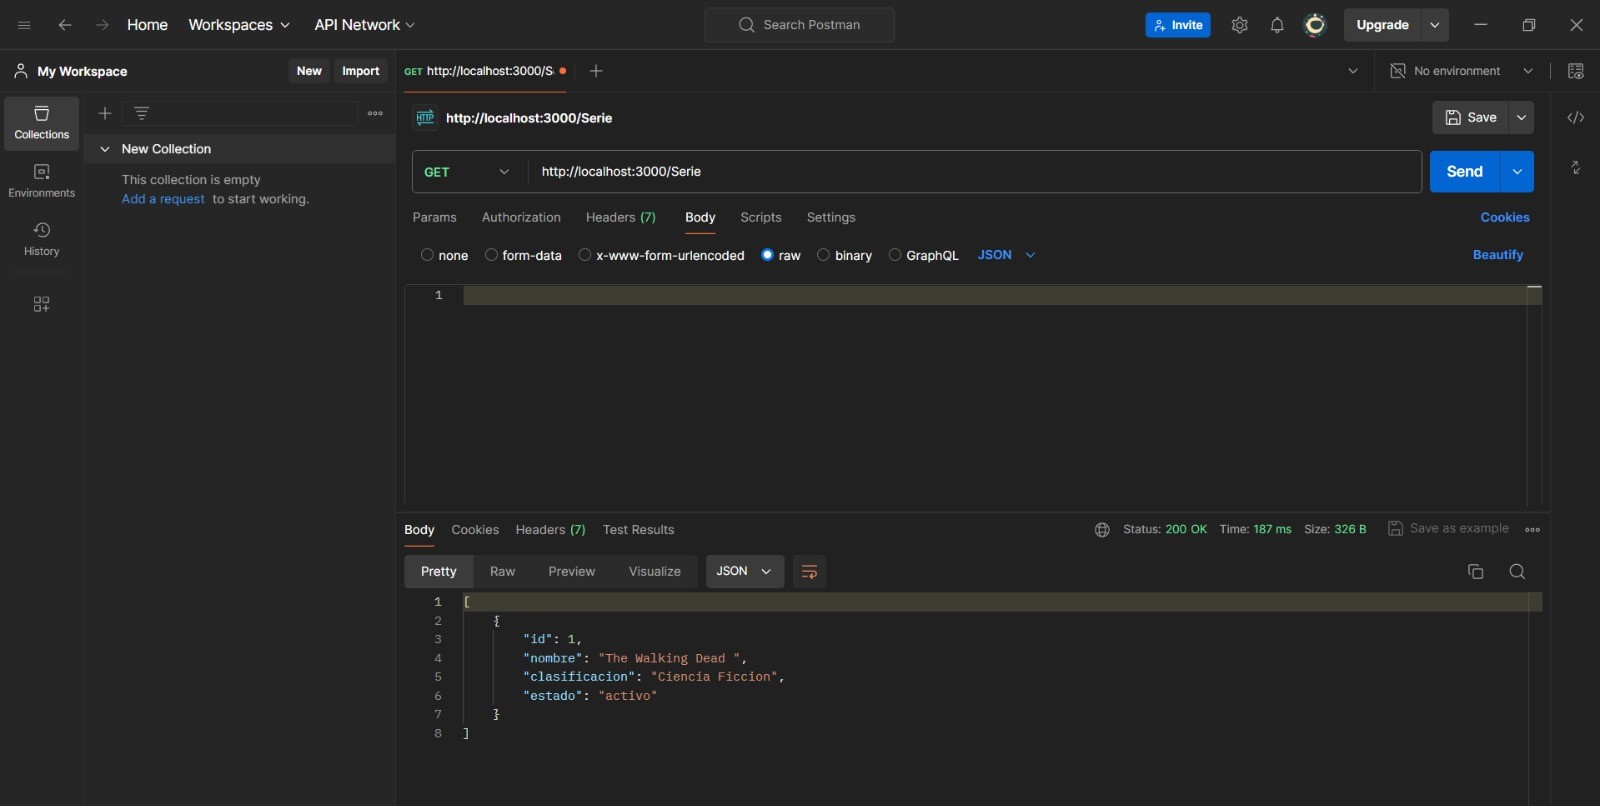 Home Workspaces API Network Search Postman Invite Upgrade
My Workspace New Import GET http://localhost:3000/S No environment
Collections
Environments
History
New Collection
This collection is empty
Add a request to start working.
HTTP http://localhost:3000/Serie Save
GET http://localhost:3000/Serie Send
Params Authorization Headers (7) Body Scripts Settings Cookies
none form-data x-www-form-urlencoded raw binary GraphQL JSON Beautify
1
Body Cookies Headers (7) Test Results Status: 200 OK Time: 187 ms Size: 326 B Save as example
Pretty Raw Preview Visualize JSON
1 [
2 {
3 "id": 1,
4 "nombre": "The Walking Dead ",
5 "clasificacion": "Ciencia Ficcion",
6 "estado": "activo"
7 }
8 ]